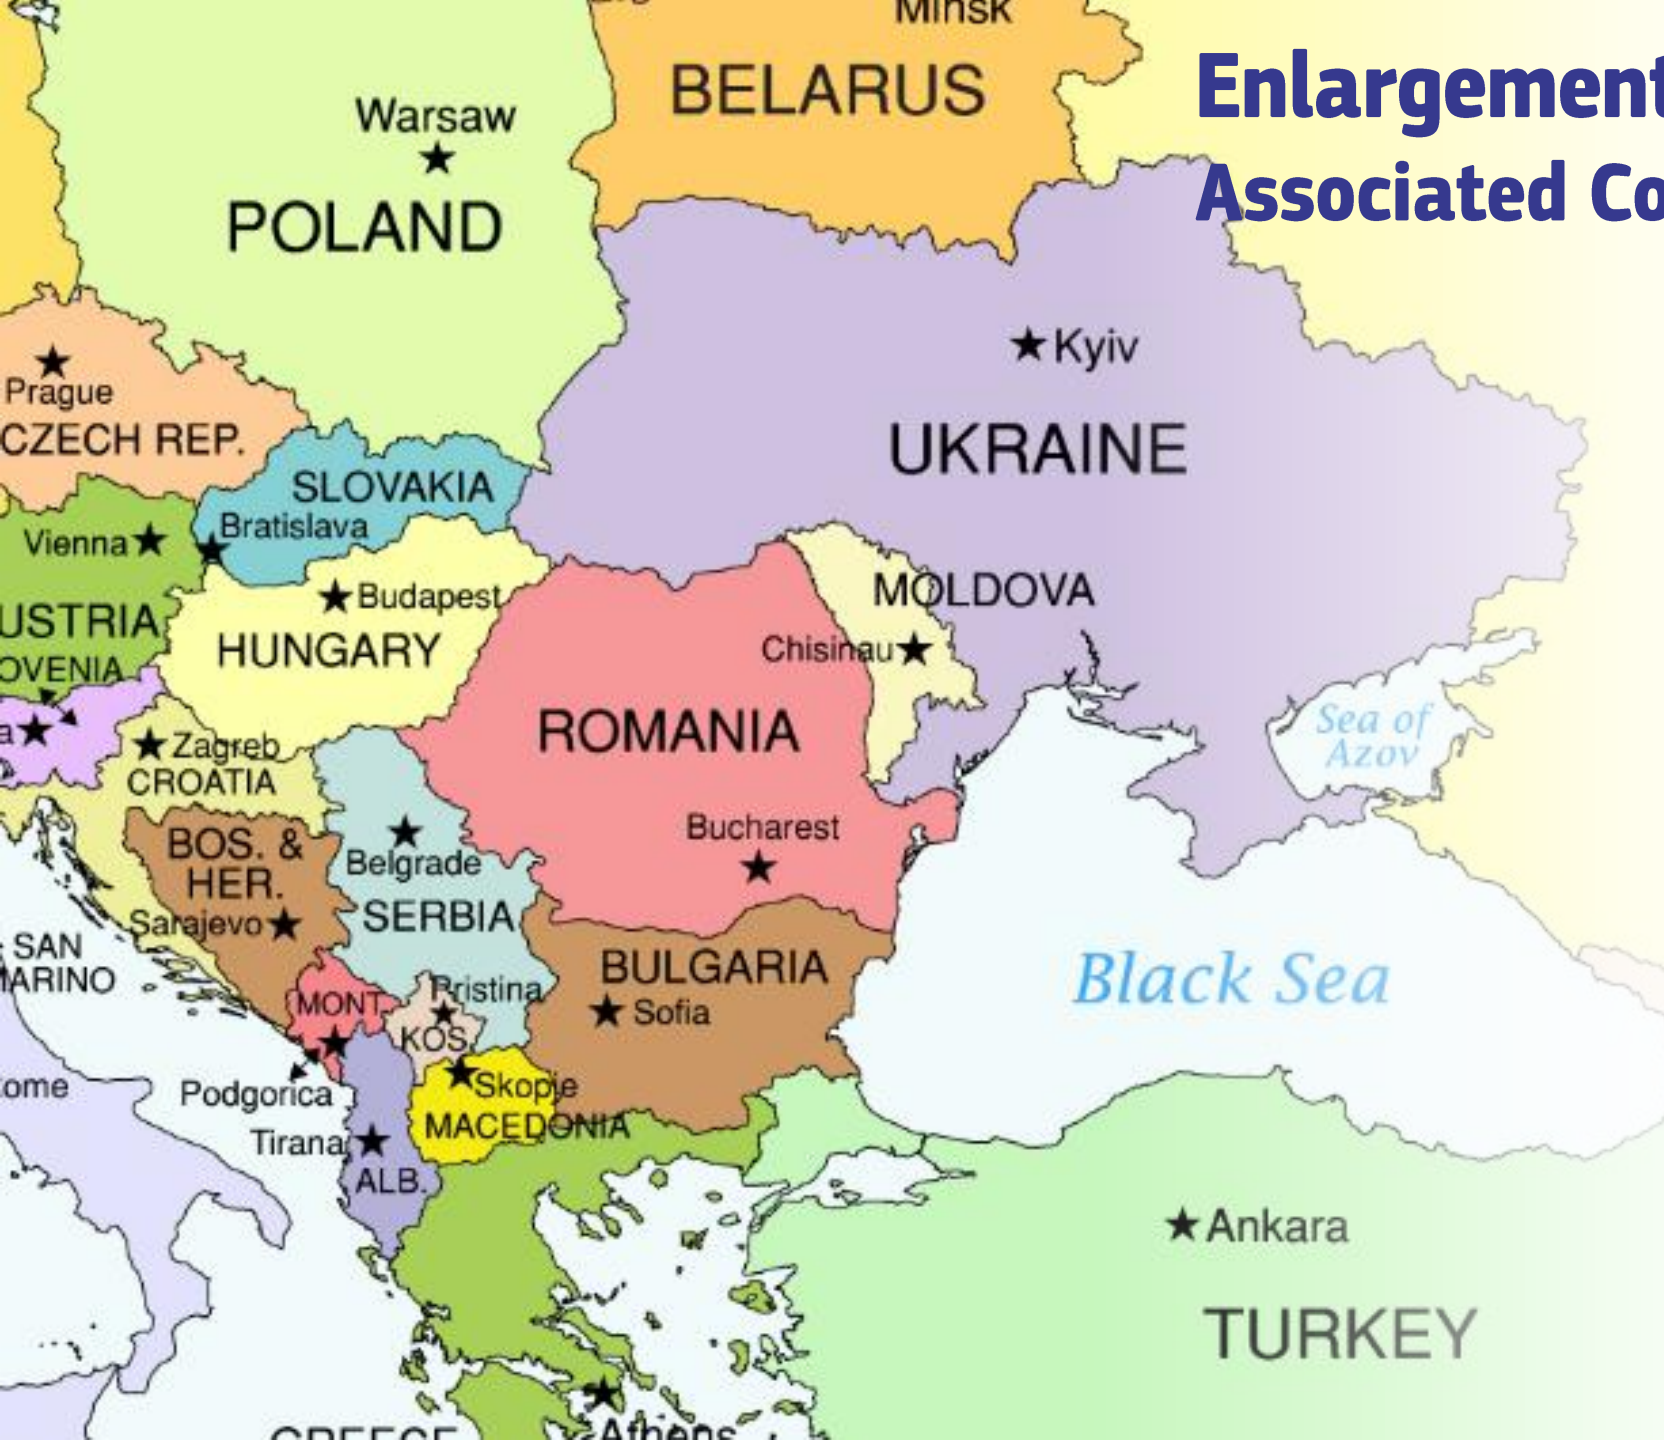 Minsk
BELARUS
Enlargement
Associated Co
Warsaw
POLAND
Kyiv
Prague
CZECH REP.
UKRAINE
SLOVAKIA
Bratislava
Vienna
Budapest
MOLDOVA
USTRIA
HUNGARY
Chisinau
OVENIA
a
Zagreb
ROMANIA
Sea of
Azov
CROATIA
Bucharest
BOS. &
HER.
Belgrade
SERBIA
Sarajevo
SAN
MARINO
BULGARIA
Black Sea
Pristina
MONT.
Sofia
KOS.
ome
Podgorica
Skopje
MACEDONIA
Tirana
ALB.
Ankara
TURKEY
GREECE
Athens